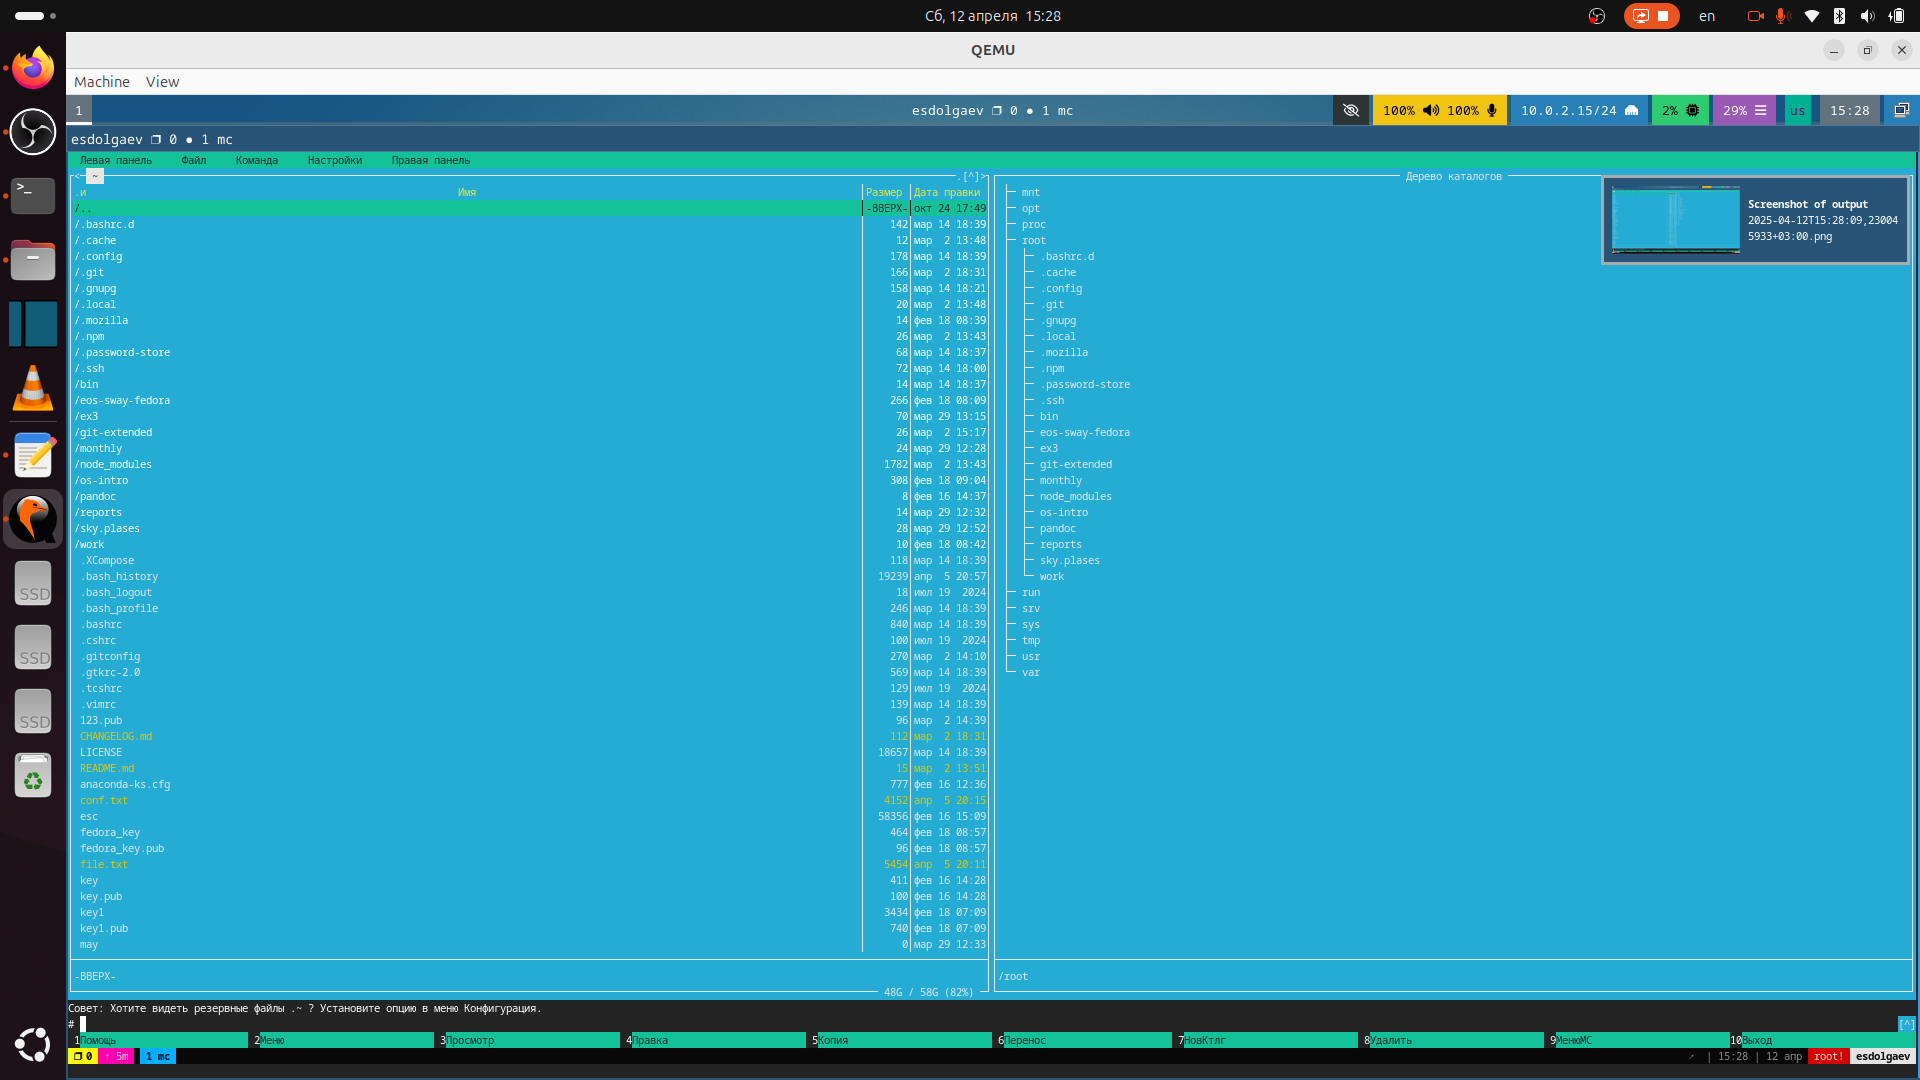 Сб, 12 апреля 15:28
en
QEMU
Machine View
1 esdolgaev 0 ● 1 mc 100% 100% 10.0.2.15/24 2% 29% us 15:28
esdolgaev 0 ● 1 mc
Левая панель Файл Команда Настройки Правая панель
<─ ~ .[^]>
.и Имя Размер Дата правки
/.. -ВВЕРХ- окт 24 17:49
/.bashrc.d 142 мар 14 18:39
/.cache 12 мар 2 13:48
/.config 178 мар 14 18:39
/.git 166 мар 2 18:31
/.gnupg 158 мар 14 18:21
/.local 20 мар 2 13:48
/.mozilla 14 фев 18 08:39
/.npm 26 мар 2 13:43
/.password-store 68 мар 14 18:37
/.ssh 72 мар 14 18:00
/bin 14 мар 14 18:37
/eos-sway-fedora 266 фев 18 08:09
/ex3 70 мар 29 13:15
/git-extended 26 мар 2 15:17
/monthly 24 мар 29 12:28
/node_modules 1782 мар 2 13:43
/os-intro 308 фев 18 09:04
/pandoc 8 фев 16 14:37
/reports 14 мар 29 12:32
/sky.plases 28 мар 29 12:52
/work 10 фев 18 08:42
.XCompose 118 мар 14 18:39
.bash_history 19239 апр 5 20:57
.bash_logout 18 июл 19 2024
.bash_profile 246 мар 14 18:39
.bashrc 840 мар 14 18:39
.cshrc 100 июл 19 2024
.gitconfig 270 мар 2 14:10
.gtkrc-2.0 569 мар 14 18:39
.tcshrc 129 июл 19 2024
.vimrc 139 мар 14 18:39
123.pub 96 мар 2 14:39
CHANGELOG.md 112 мар 2 18:31
LICENSE 18657 мар 14 18:39
README.md 15 мар 2 13:51
anaconda-ks.cfg 777 фев 16 12:36
conf.txt 4152 апр 5 20:15
esc 58356 фев 16 15:09
fedora_key 464 фев 18 08:57
fedora_key.pub 96 фев 18 08:57
file.txt 5454 апр 5 20:11
key 411 фев 16 14:28
key.pub 100 фев 16 14:28
key1 3434 фев 18 07:09
key1.pub 740 фев 18 07:09
may 0 мар 29 12:33
-ВВЕРХ-
48G / 58G (82%)
Дерево каталогов
mnt
opt
proc
root
.bashrc.d
.cache
.config
.git
.gnupg
.local
.mozilla
.npm
.password-store
.ssh
bin
eos-sway-fedora
ex3
git-extended
monthly
node_modules
os-intro
pandoc
reports
sky.plases
work
run
srv
sys
tmp
usr
var
/root
Screenshot of output
2025-04-12T15:28:09,23004
5933+03:00.png
Совет: Хотите видеть резервные файлы .~ ? Установите опцию в меню Конфигурация.
# [^]
1Помощь 2Меню 3Просмотр 4Правка 5Копия 6Перенос 7НовКтлг 8Удалить 9МенюМС 10Выход
0 ↑ 5m 1 mc ↗ | 15:28 | 12 апр root! esdolgaev
SSD
SSD
SSD